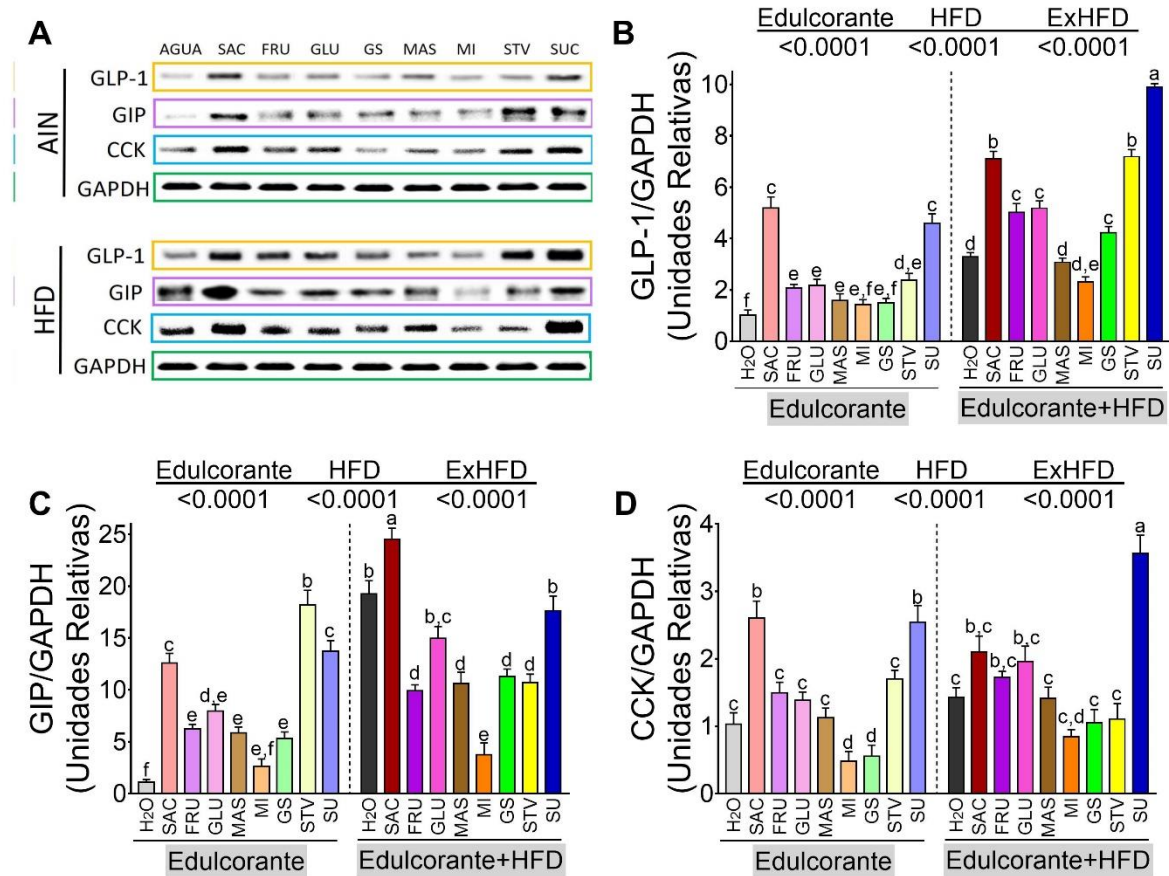 A
AGUA SAC FRU GLU GS MAS MI STV SUC
AIN
GLP-1
GIP
CCK
GAPDH
HFD
GLP-1
GIP
CCK
GAPDH
B
Edulcorante HFD ExHFD
<0.0001 <0.0001 <0.0001
GLP-1/GAPDH
(Unidades Relativas)
10
8
6
4
2
0
f c e e e e,f e,f d,e c
d b c c d d,e c b a
H2O SAC FRU GLU MAS MI GS STV SU
H2O SAC FRU GLU MAS MI GS STV SU
Edulcorante Edulcorante+HFD
C
Edulcorante HFD ExHFD
<0.0001 <0.0001 <0.0001
GIP/GAPDH
(Unidades Relativas)
25
20
15
10
5
0
f c e d,e e e,f e b c
b a d b,c d e d d b
H2O SAC FRU GLU MAS MI GS STV SU
H2O SAC FRU GLU MAS MI GS STV SU
Edulcorante Edulcorante+HFD
D
Edulcorante HFD ExHFD
<0.0001 <0.0001 <0.0001
CCK/GAPDH
(Unidades Relativas)
4
3
2
1
0
c b c c c d d c b
c b,c b,c b,c c c,d c c a
H2O SAC FRU GLU MAS MI GS STV SU
H2O SAC FRU GLU MAS MI GS STV SU
Edulcorante Edulcorante+HFD